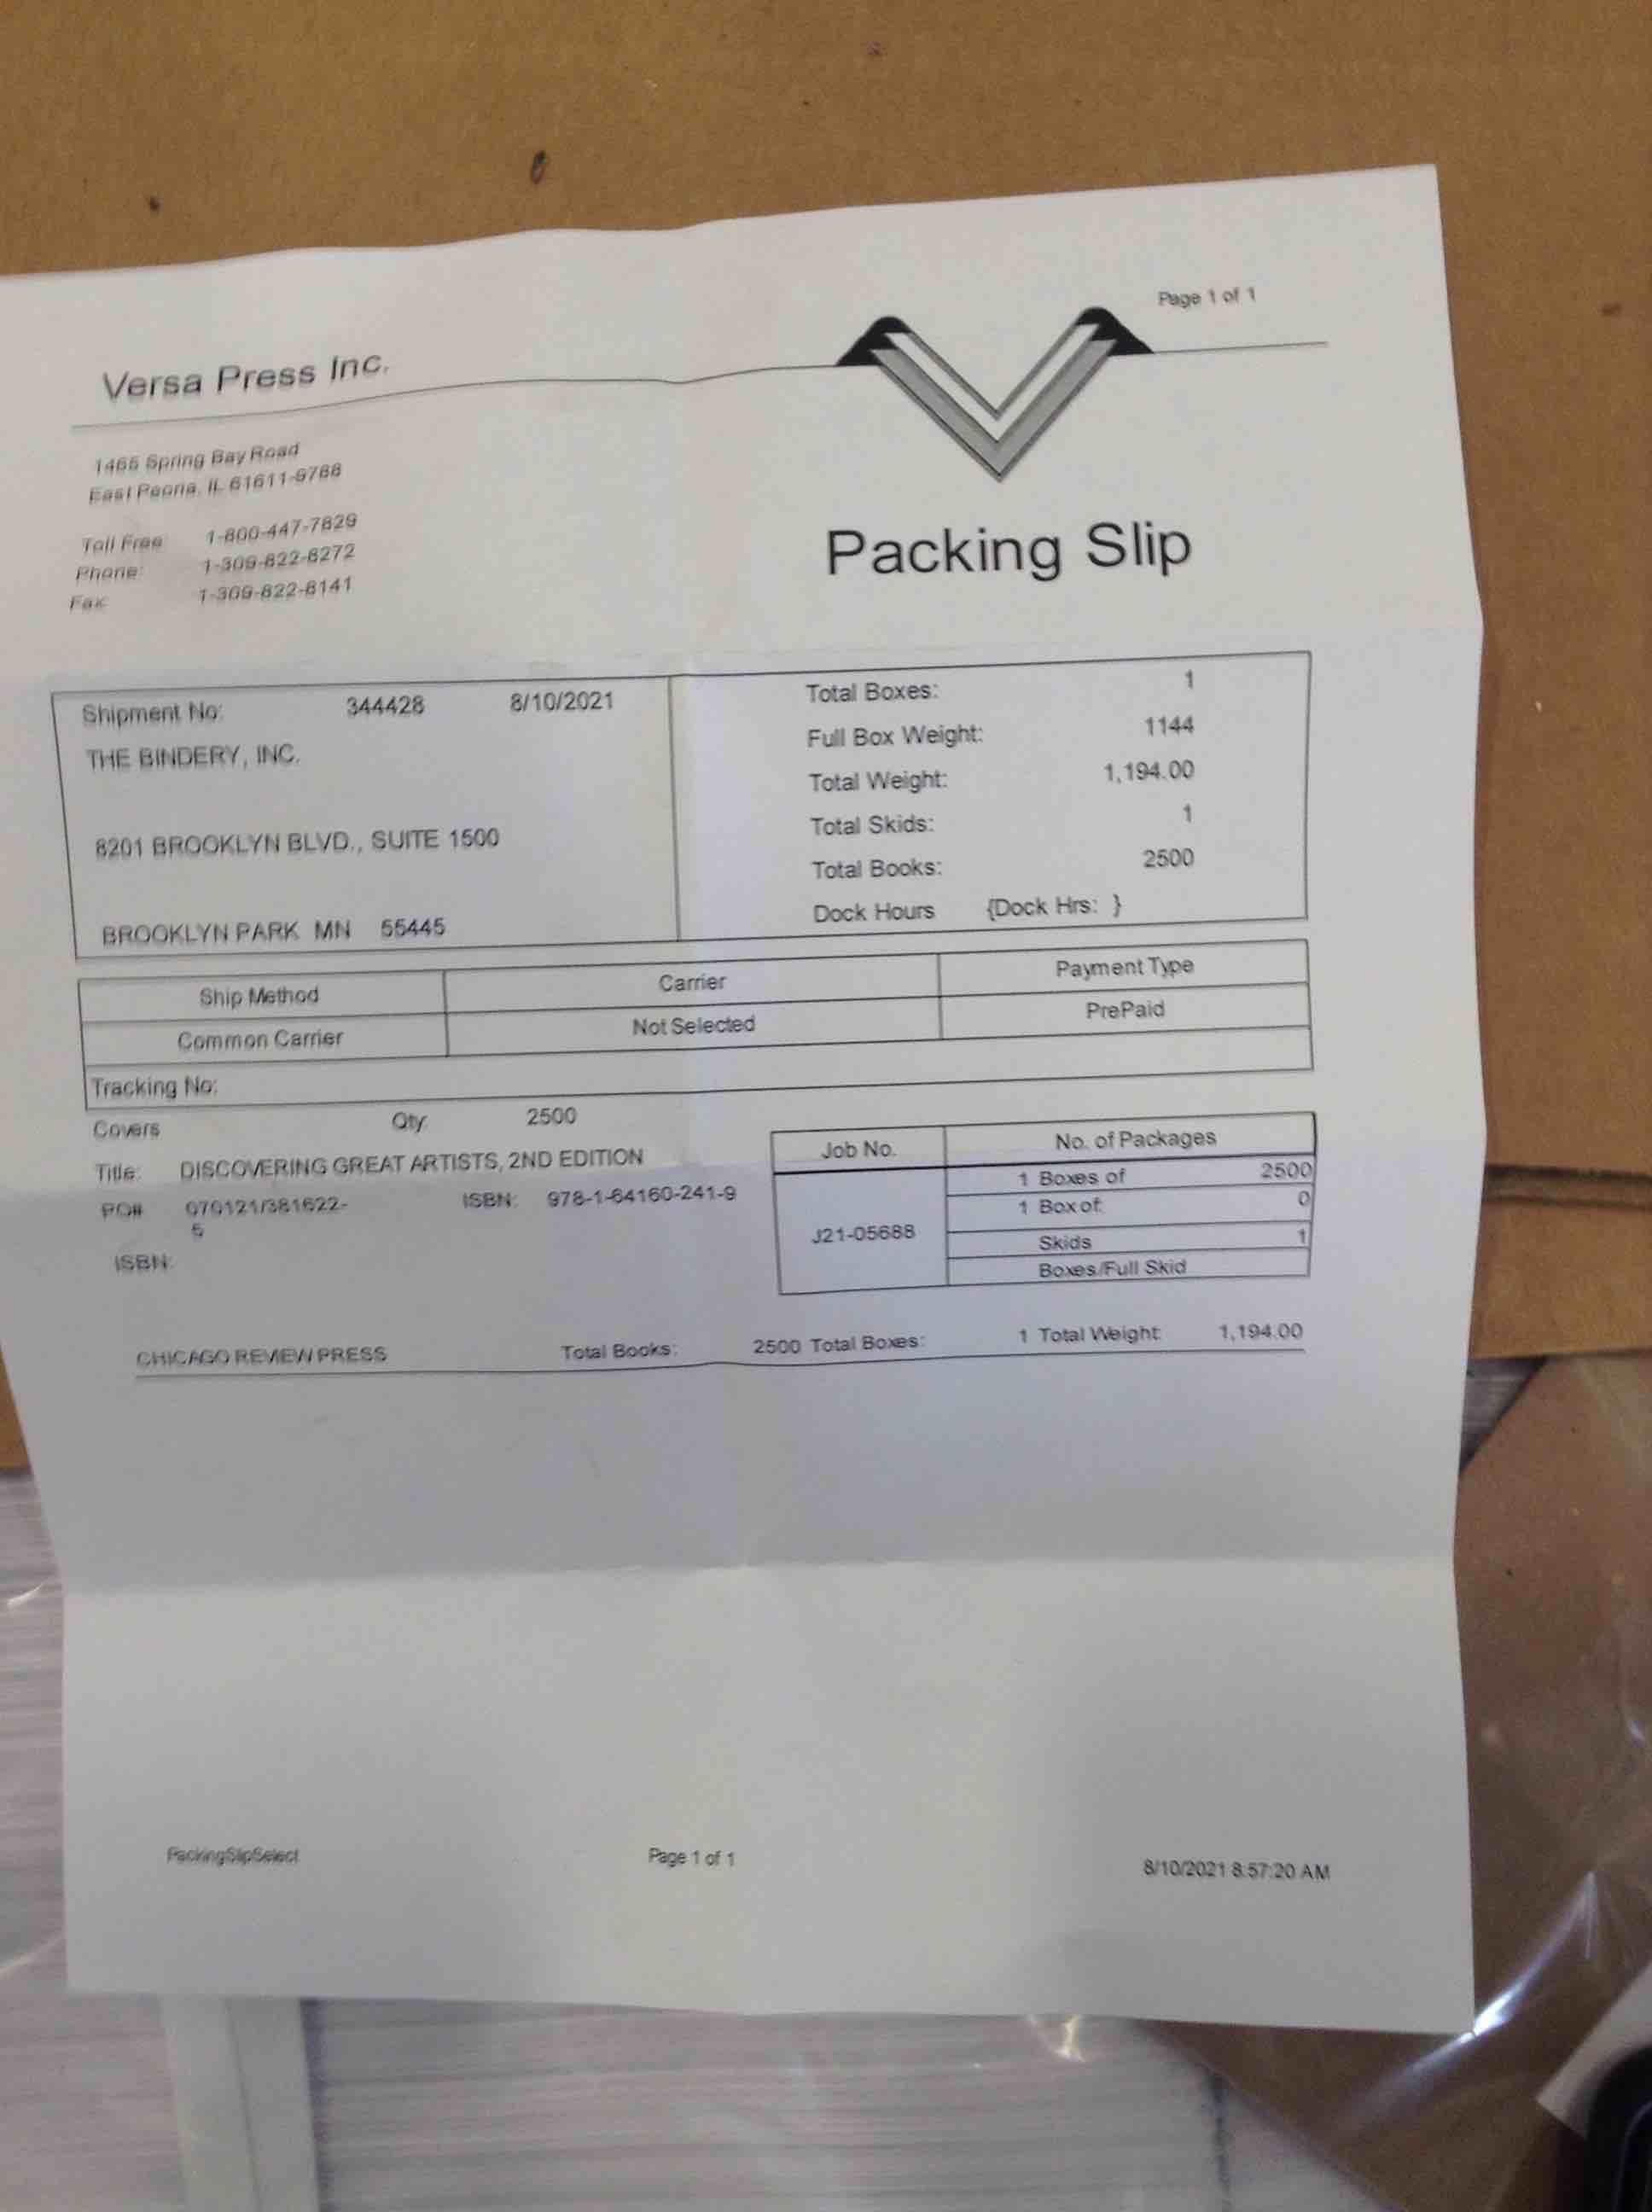 Page 1 of 1
Versa Press Inc.
1465 Spring Bay Road
East Peoria, IL 61611-9788
Toll Free 1-800-447-7829
Phone: 1-309-822-8272
Fax: 1-309-822-8141
Packing Slip
Shipment No: 344428 8/10/2021
THE BINDERY, INC.
8201 BROOKLYN BLVD., SUITE 1500
BROOKLYN PARK MN 55445
Total Boxes: 1
Full Box Weight: 1144
Total Weight: 1,194.00
Total Skids: 1
Total Books: 2500
Dock Hours {Dock Hrs: }
Ship Method Carrier Payment Type
Common Carrier Not Selected PrePaid
Tracking No:
Covers Qty 2500
Title: DISCOVERING GREAT ARTISTS, 2ND EDITION
PO# 070121/381622-
5
ISBN: 978-1-64160-241-9
ISBN:
Job No. No. of Packages
J21-05688
1 Boxes of 2500
1 Box of: 0
Skids 1
Boxes/Full Skid
CHICAGO REVIEW PRESS Total Books: 2500 Total Boxes: 1 Total Weight: 1,194.00
PackingSlipSelect Page 1 of 1 8/10/2021 8:57:20 AM